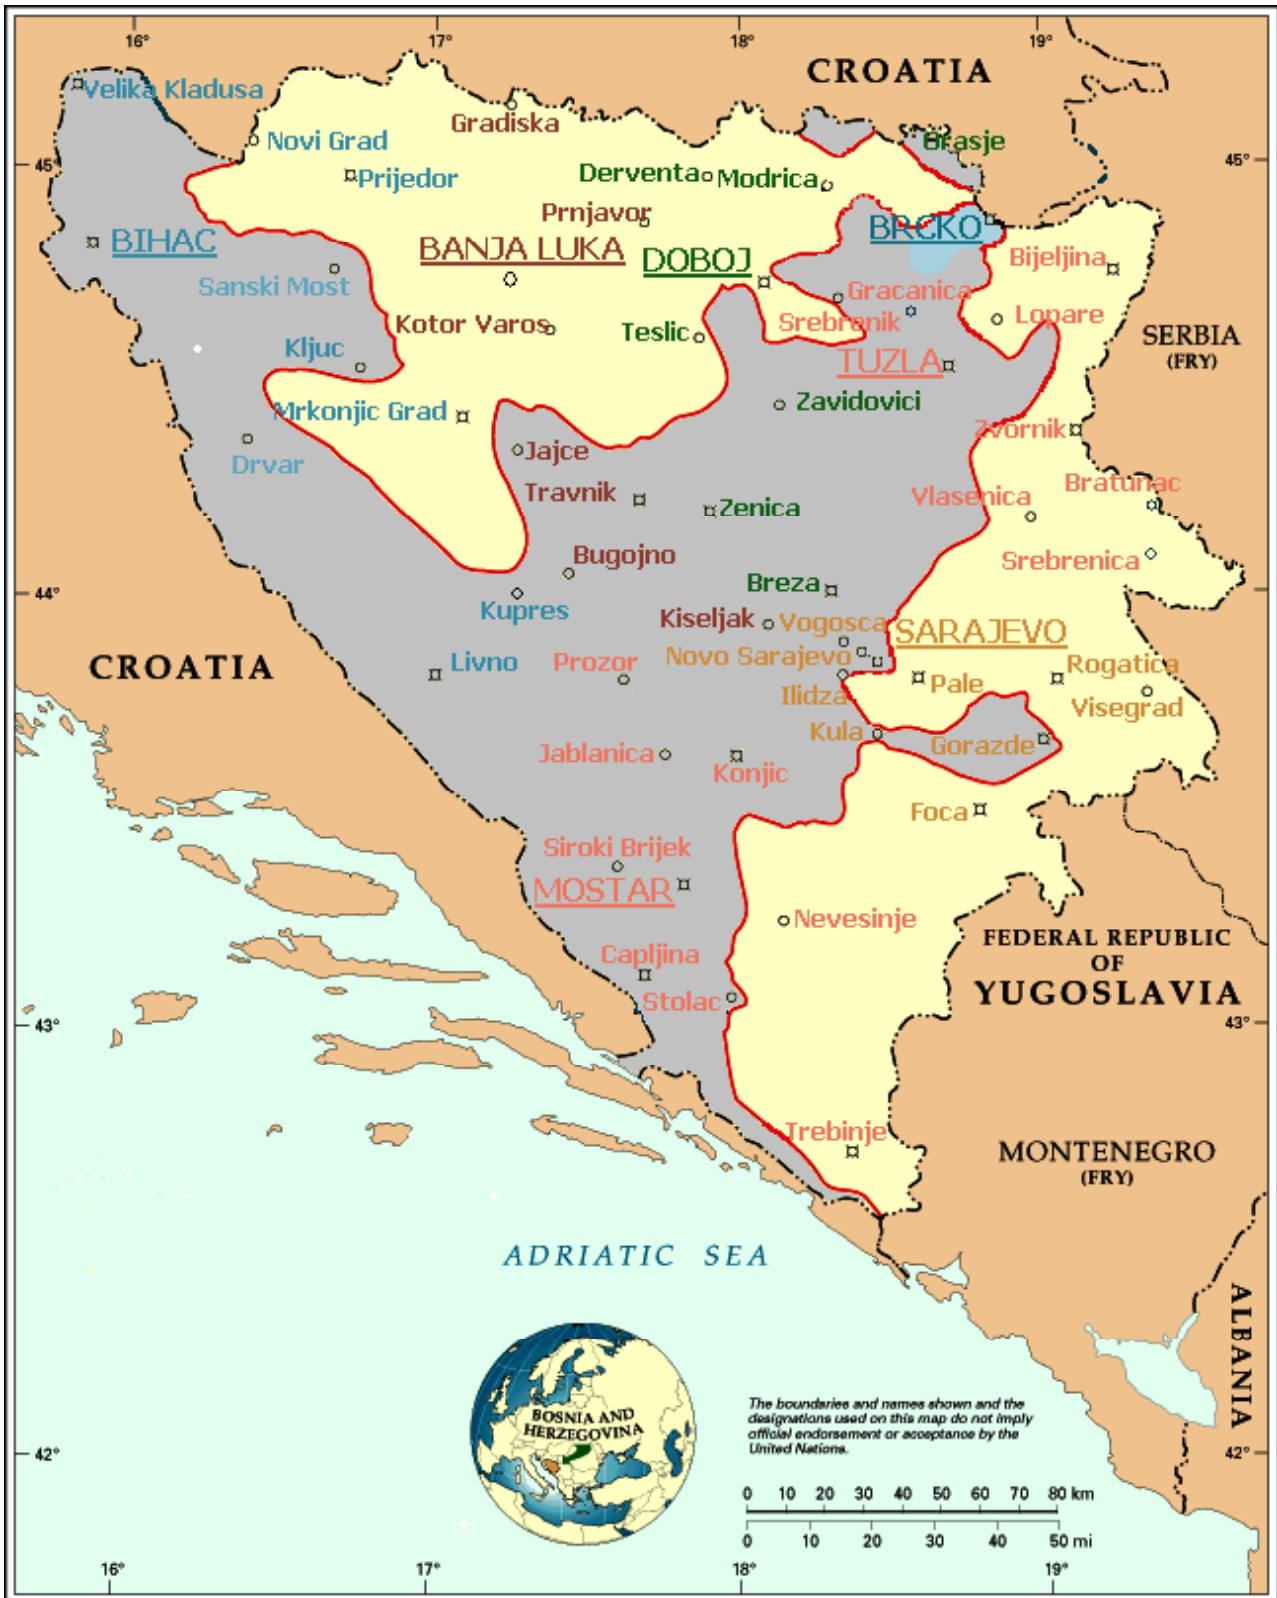 16° 17° 18° 19°
CROATIA
Velika Kladusa
Gradiska
Novi Grad
Orasje
45° 45°
Derventa Modrica
Prijedor
Prnjavor
BRCKO
BIHAC
BANJA LUKA
DOBOJ
Bijeljina
Sanski Most
Gracanica
Kotor Varos
Teslic
Srebrenik
Lopare
SERBIA
(FRY)
Kljuc
TUZLA
Mrkonjic Grad
Zavidovici
Zvornik
Jajce
Drvar
Bratunac
Travnik
Vlasenica
Zenica
Bugojno
Srebrenica
Breza
44°
Kupres
Kiseljak
Vogosca
SARAJEVO
CROATIA
Livno
Prozor
Novo Sarajevo
Rogatica
Ilidza
Pale
Visegrad
Kula
Gorazde
Jablanica
Konjic
Foca
Siroki Brijek
MOSTAR
Nevesinje
FEDERAL REPUBLIC
OF
YUGOSLAVIA
Capljina
Stolac
43° 43°
Trebinje
MONTENEGRO
(FRY)
ADRIATIC SEA
ALBANIA
BOSNIA AND
HERZEGOVINA
The boundaries and names shown and the
designations used on this map do not imply
official endorsement or acceptance by the
United Nations.
42° 42°
0 10 20 30 40 50 60 70 80 km
0 10 20 30 40 50 mi
16° 17° 18° 19°